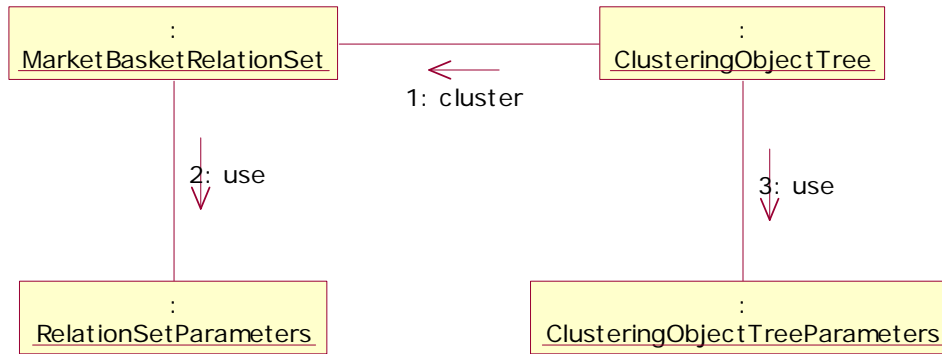 :
MarketBasketRelationSet
:
ClusteringObjectTree
1: cluster
2: use
3: use
:
RelationSetParameters
:
ClusteringObjectTreeParameters